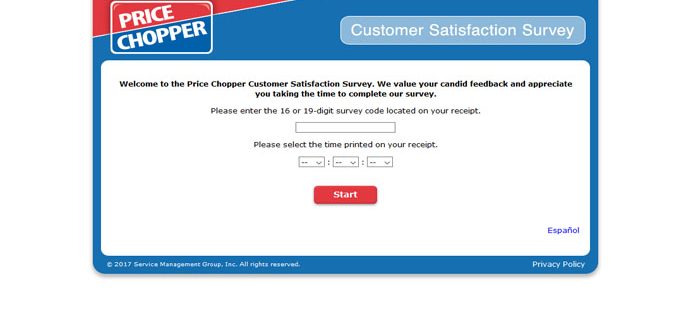 PRICE
CHOPPER
Customer Satisfaction Survey
Welcome to the Price Chopper Customer Satisfaction Survey. We value your candid feedback and appreciate
you taking the time to complete our survey.
Please enter the 16 or 19-digit survey code located on your receipt.
Please select the time printed on your receipt.
-- : -- : --
Start
Español
© 2017 Service Management Group, Inc. All rights reserved.
Privacy Policy